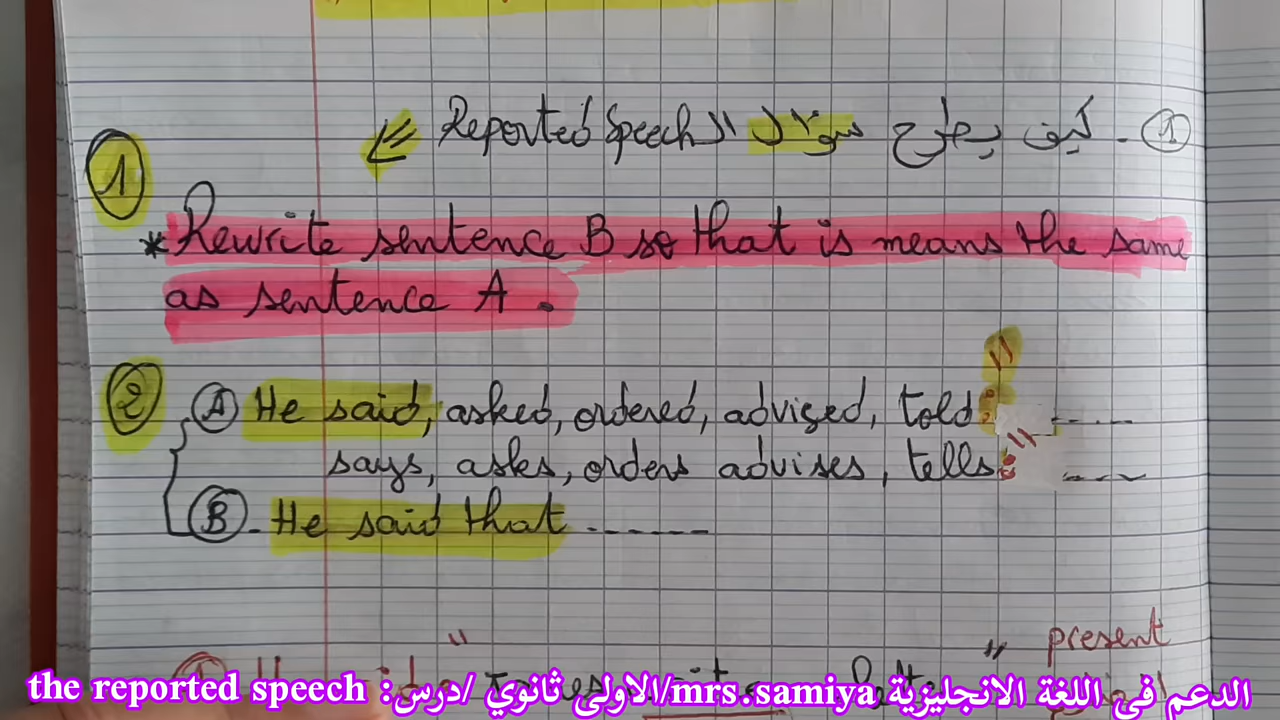 1 - كيف يطرح سؤال ال Reported Speech
1
* Rewrite sentence B so that is means the same
as sentence A.
2
A He said, asked, ordered, advised, told : " ......
says, asks, orders advises, tells : " ....
B - He said that .......
" " present
the reported speech :درس/ الاولى ثانوي/mrs.samiya الدعم في اللغة الانجليزية